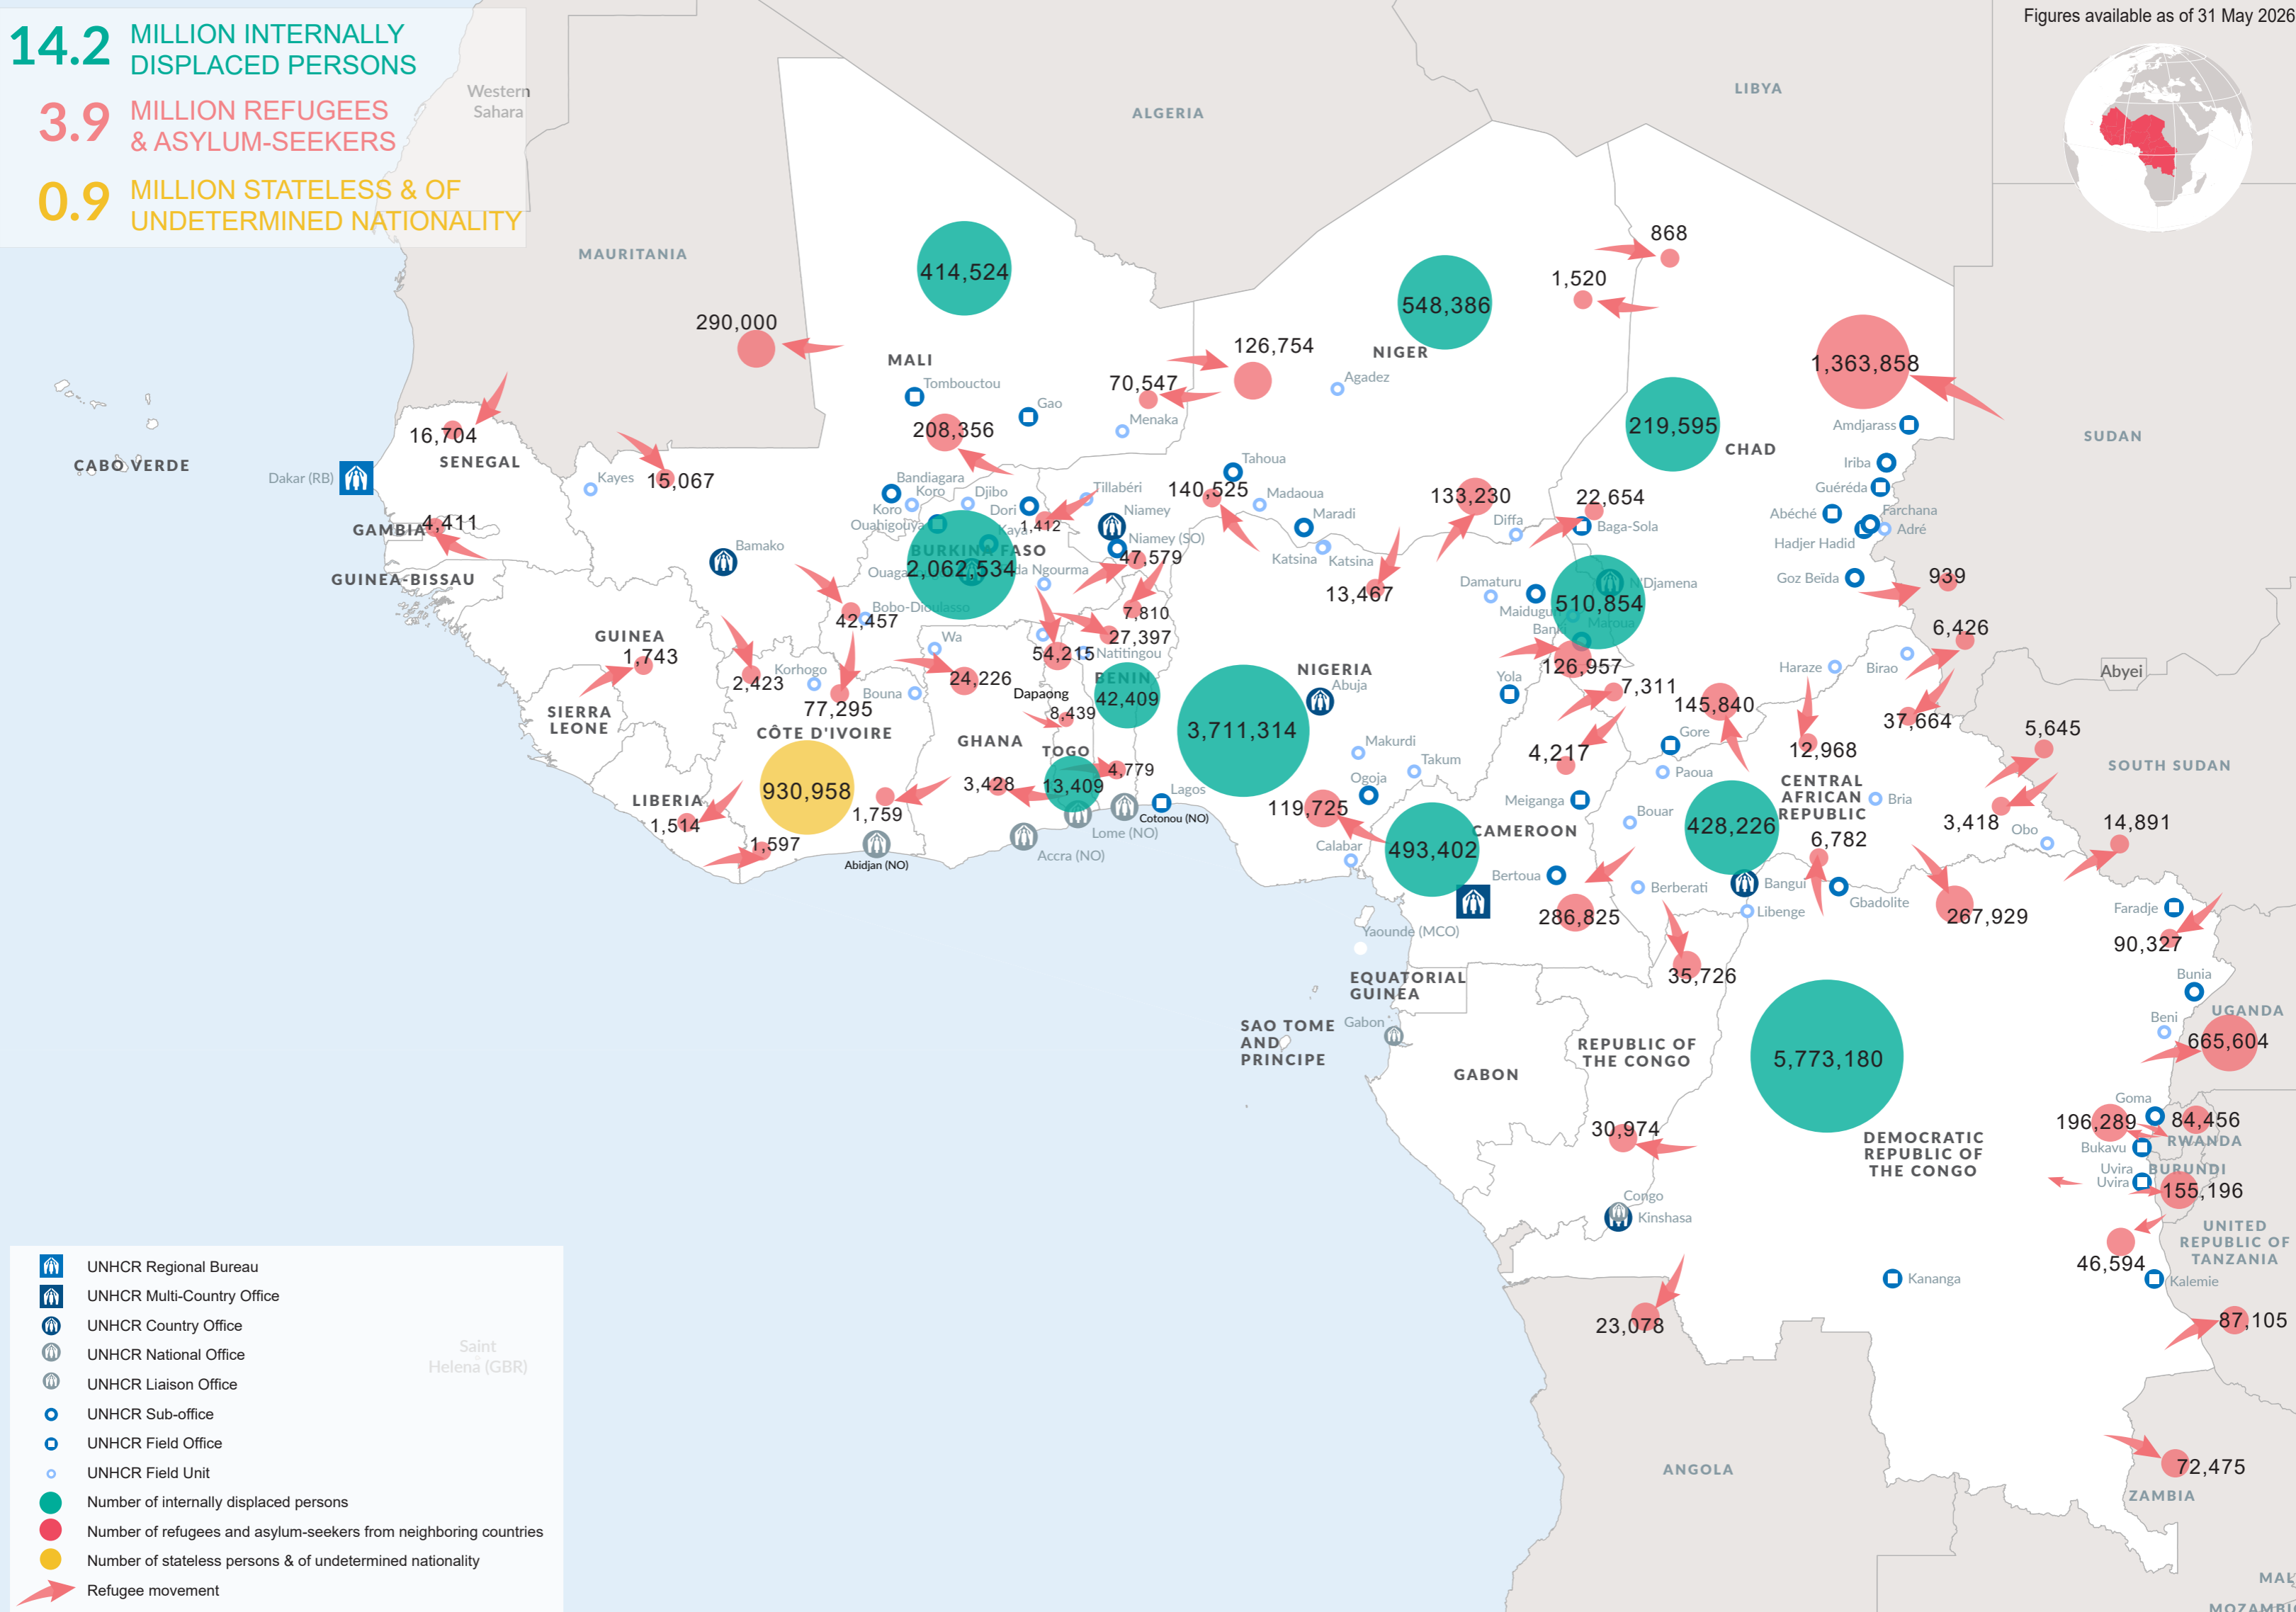 14.2 MILLION INTERNALLY
DISPLACED PERSONS
3.9 MILLION REFUGEES
& ASYLUM-SEEKERS
0.9 MILLION STATELESS & OF
UNDETERMINED NATIONALITY
Figures available as of 31 May 2026
Western
Sahara
ALGERIA
LIBYA
MAURITANIA
868
414,524
1,520
548,386
290,000
126,754
NIGER
MALI
1,363,858
Tombouctou
70,547
Agadez
Gao
Menaka
208,356
219,595
Amdjarass
16,704
SENEGAL
SUDAN
CHAD
CABO VERDE
Dakar (RB)
Kayes
15,067
Bandiagara
Koro
Koro
Djibo
Dori
Tillabéri
Tahoua
140,525
Madaoua
Maradi
133,230
22,654
Iriba
Guéréda
Abéché
Farchana
Hadjer Hadid
Adré
GAMBIA
4,411
Ouahigouya
Kaya
1,412
Niamey
Niamey (SO)
47,579
Diffa
Baga-Sola
Katsina
Katsina
Bamako
BURKINA FASO
2,062,534
GUINEA-BISSAU
Goz Beïda
939
13,467
Damaturu
N'Djamena
510,854
Maroua
7,810
Bobo-Dioulasso
42,457
27,397
6,426
GUINEA
1,743
Wa
54,215
Natitingou
126,957
Haraze
Birao
Korhogo
2,423
24,226
BENIN
42,409
NIGERIA
Abuja
Yola
7,311
145,840
Bouna
Dapaong
8,439
77,295
CÔTE D'IVOIRE
SIERRA
LEONE
GHANA
TOGO
3,711,314
37,664
5,645
4,217
Gore
12,968
Makurdi
Takum
Paoua
SOUTH SUDAN
Abyei
930,958
1,759
3,428
13,409
4,779
Lagos
Ogoja
119,725
Meiganga
CENTRAL
AFRICAN
REPUBLIC
Bria
LIBERIA
1,514
1,597
Cotonou (NO)
Lome (NO)
Accra (NO)
Abidjan (NO)
Calabar
493,402
CAMEROON
Bouar
428,226
6,782
3,418
Obo
14,891
Bertoua
Berberati
Bangui
Gbadolite
Libenge
286,825
267,929
Faradje
90,327
Yaounde (MCO)
35,726
EQUATORIAL
GUINEA
Bunia
UGANDA
Beni
665,604
SAO TOME
AND
PRINCIPE
Gabon
REPUBLIC OF
THE CONGO
5,773,180
GABON
30,974
DEMOCRATIC
REPUBLIC OF
THE CONGO
Goma
196,289
84,456
RWANDA
Bukavu
Uvira
Uvira
BURUNDI
155,196
Congo
Kinshasa
UNITED
REPUBLIC OF
TANZANIA
46,594
Kananga
Kalemie
23,078
87,105
ANGOLA
72,475
ZAMBIA
Saint
Helena (GBR)
UNHCR Regional Bureau
UNHCR Multi-Country Office
UNHCR Country Office
UNHCR National Office
UNHCR Liaison Office
UNHCR Sub-office
UNHCR Field Office
UNHCR Field Unit
Number of internally displaced persons
Number of refugees and asylum-seekers from neighboring countries
Number of stateless persons & of undetermined nationality
Refugee movement